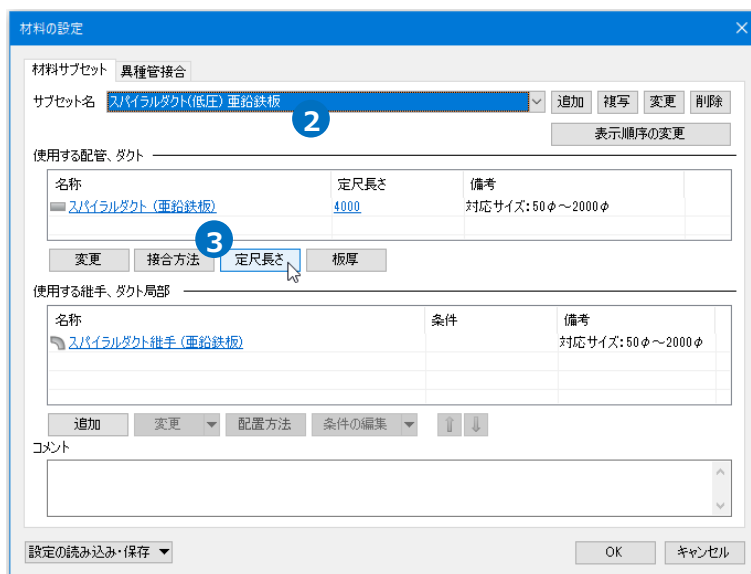 材料の設定
材料サブセット 異種管接合
サブセット名 スパイラルダクト(低圧) 亜鉛鉄板 追加 複写 変更 削除
2
表示順序の変更
使用する配管、ダクト
名称 定尺長さ 備考
スパイラルダクト (亜鉛鉄板) 4000 対応サイズ:50φ～2000φ
3
変更 接合方法 定尺長さ 板厚
使用する継手、ダクト局部
名称 条件 備考
スパイラルダクト継手 (亜鉛鉄板) 対応サイズ:50φ～2000φ
追加 変更 配置方法 条件の編集
コメント
設定の読み込み・保存 OK キャンセル